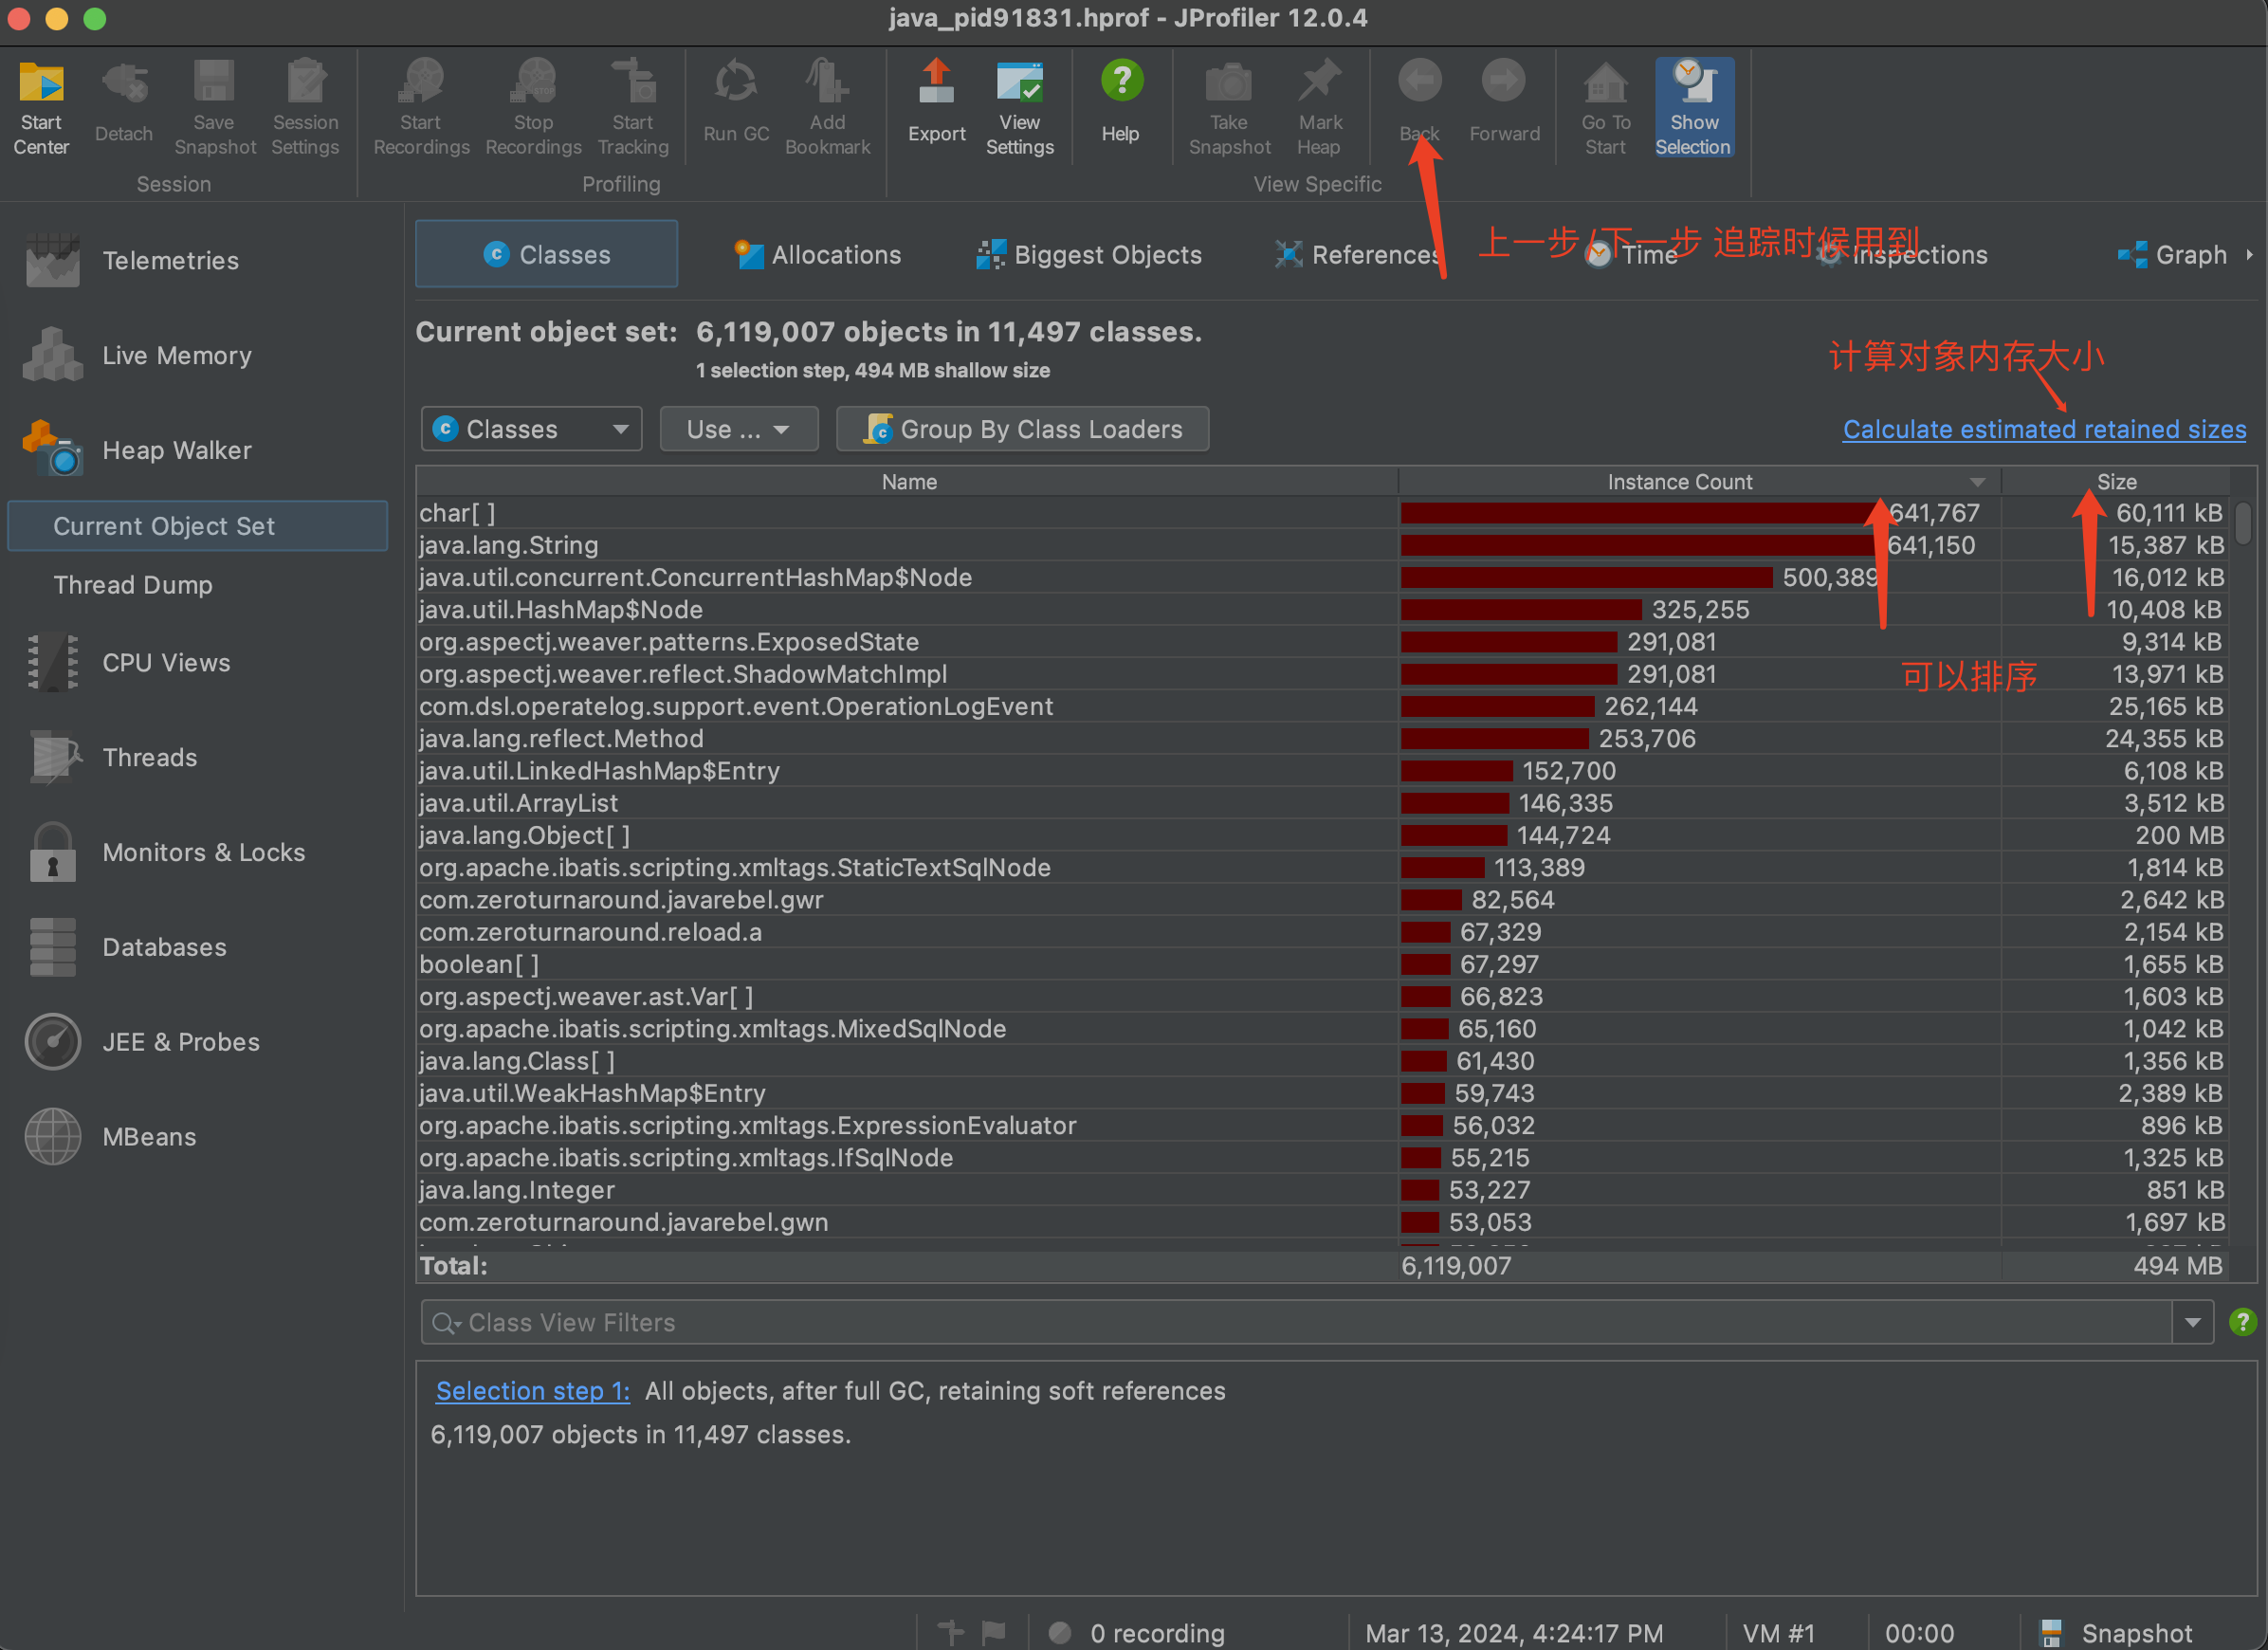 java_pid91831.hprof - JProfiler 12.0.4
Start Center
Detach
Save Snapshot
Session Settings
Start Recordings
Stop Recordings
Start Tracking
Run GC
Add Bookmark
Export
View Settings
Help
Take Snapshot
Mark Heap
Back
Forward
Go To Start
Show Selection
Session
Profiling
View Specific
Telemetries
Live Memory
Heap Walker
Current Object Set
Thread Dump
CPU Views
Threads
Monitors & Locks
Databases
JEE & Probes
MBeans
Classes
Allocations
Biggest Objects
References
Time
Inspections
Graph
上一步/下一步 追踪时候用到
Current object set: 6,119,007 objects in 11,497 classes.
1 selection step, 494 MB shallow size
计算对象内存大小
Classes
Use ...
Group By Class Loaders
Calculate estimated retained sizes
Name Instance Count Size
char[ ] 641,767 60,111 kB
java.lang.String 641,150 15,387 kB
java.util.concurrent.ConcurrentHashMap$Node 500,389 16,012 kB
java.util.HashMap$Node 325,255 10,408 kB
org.aspectj.weaver.patterns.ExposedState 291,081 9,314 kB
org.aspectj.weaver.reflect.ShadowMatchImpl 291,081 13,971 kB
可以排序
com.dsl.operatelog.support.event.OperationLogEvent 262,144 25,165 kB
java.lang.reflect.Method 253,706 24,355 kB
java.util.LinkedHashMap$Entry 152,700 6,108 kB
java.util.ArrayList 146,335 3,512 kB
java.lang.Object[ ] 144,724 200 MB
org.apache.ibatis.scripting.xmltags.StaticTextSqlNode 113,389 1,814 kB
com.zeroturnaround.javarebel.gwr 82,564 2,642 kB
com.zeroturnaround.reload.a 67,329 2,154 kB
boolean[ ] 67,297 1,655 kB
org.aspectj.weaver.ast.Var[ ] 66,823 1,603 kB
org.apache.ibatis.scripting.xmltags.MixedSqlNode 65,160 1,042 kB
java.lang.Class[ ] 61,430 1,356 kB
java.util.WeakHashMap$Entry 59,743 2,389 kB
org.apache.ibatis.scripting.xmltags.ExpressionEvaluator 56,032 896 kB
org.apache.ibatis.scripting.xmltags.IfSqlNode 55,215 1,325 kB
java.lang.Integer 53,227 851 kB
com.zeroturnaround.javarebel.gwn 53,053 1,697 kB
Total: 6,119,007 494 MB
Class View Filters
Selection step 1: All objects, after full GC, retaining soft references
6,119,007 objects in 11,497 classes.
0 recording
Mar 13, 2024, 4:24:17 PM
VM #1
00:00
Snapshot